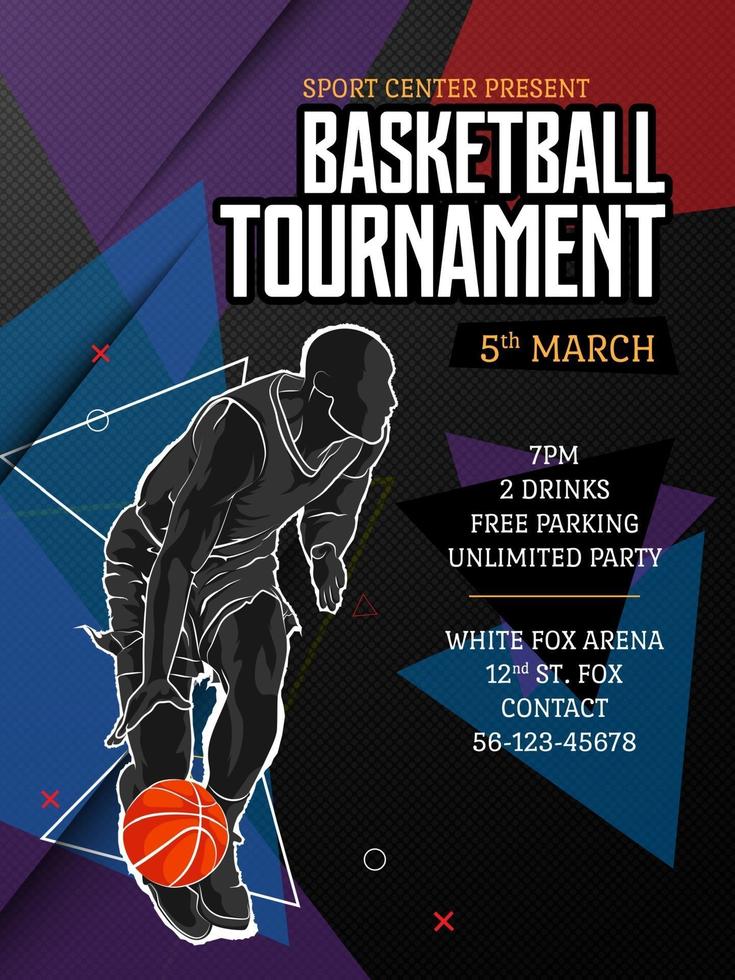 SPORT CENTER PRESENT
BASKETBALL
TOURNAMENT
5th MARCH
7PM
2 DRINKS
FREE PARKING
UNLIMITED PARTY
WHITE FOX ARENA
12nd ST. FOX
CONTACT
56-123-45678